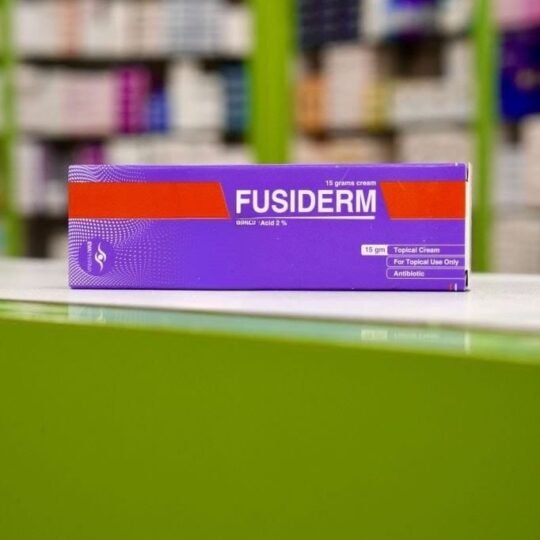 15 grams cream
FUSIDERM
Acid 2 %
15 gm Topical Cream
For Topical Use Only
Antibiotic